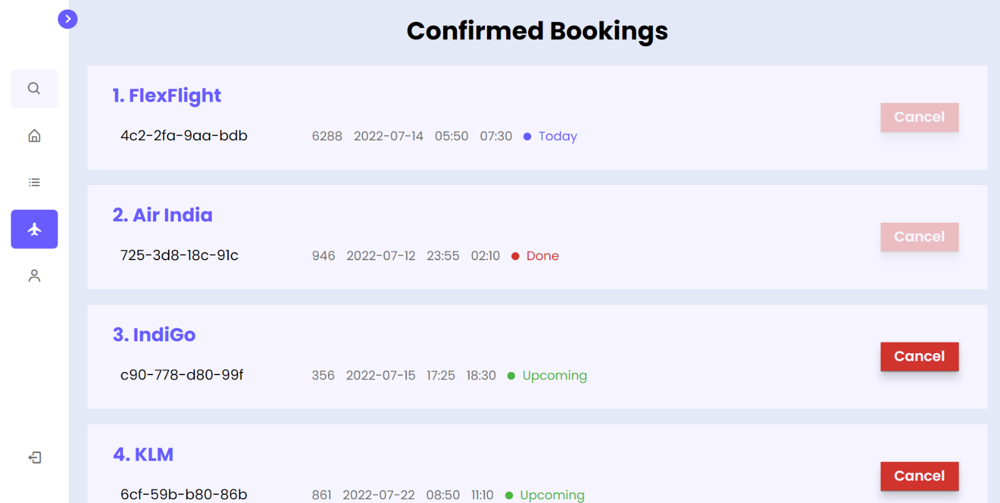 Confirmed Bookings
1. FlexFlight
Cancel
4c2-2fa-9aa-bdb 6288 2022-07-14 05:50 07:30 Today
2. Air India
Cancel
725-3d8-18c-91c 946 2022-07-12 23:55 02:10 Done
3. IndiGo
Cancel
c90-778-d80-99f 356 2022-07-15 17:25 18:30 Upcoming
4. KLM
Cancel
6cf-59b-b80-86b 861 2022-07-22 08:50 11:10 Upcoming